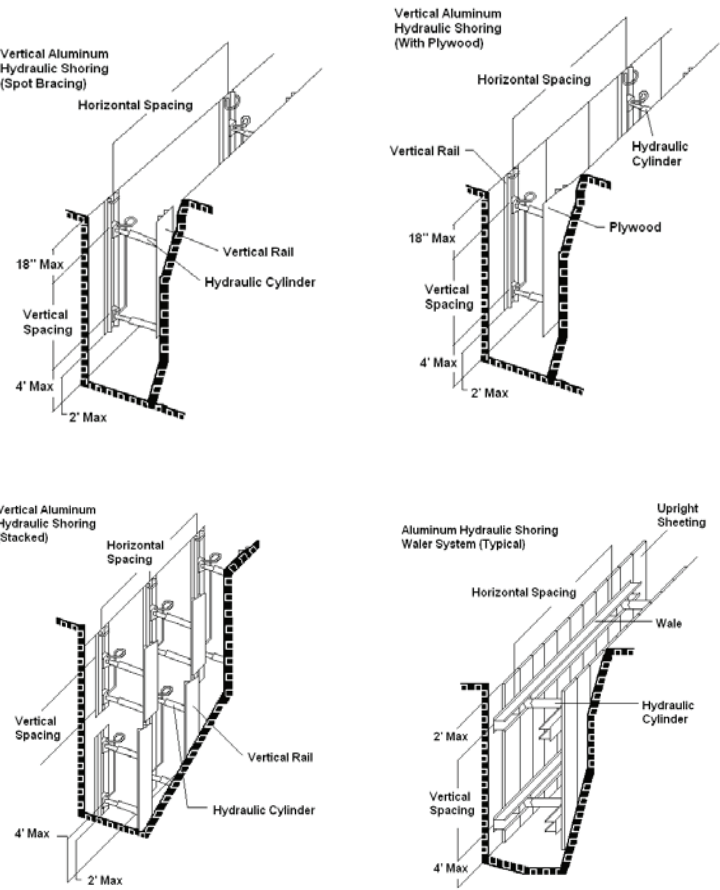 Vertical Aluminum
Hydraulic Shoring
(Spot Bracing)
Horizontal Spacing
Vertical Rail
Hydraulic Cylinder
18" Max
Vertical
Spacing
4' Max
2' Max
Vertical Aluminum
Hydraulic Shoring
(With Plywood)
Horizontal Spacing
Vertical Rail
Hydraulic
Cylinder
Plywood
18" Max
Vertical
Spacing
4' Max
2' Max
Vertical Aluminum
Hydraulic Shoring
Stacked)
Horizontal
Spacing
Vertical
Spacing
Vertical Rail
Hydraulic Cylinder
4' Max
2' Max
Aluminum Hydraulic Shoring
Waler System (Typical)
Upright
Sheeting
Horizontal Spacing
Wale
Hydraulic
Cylinder
2' Max
Vertical
Spacing
4' Max